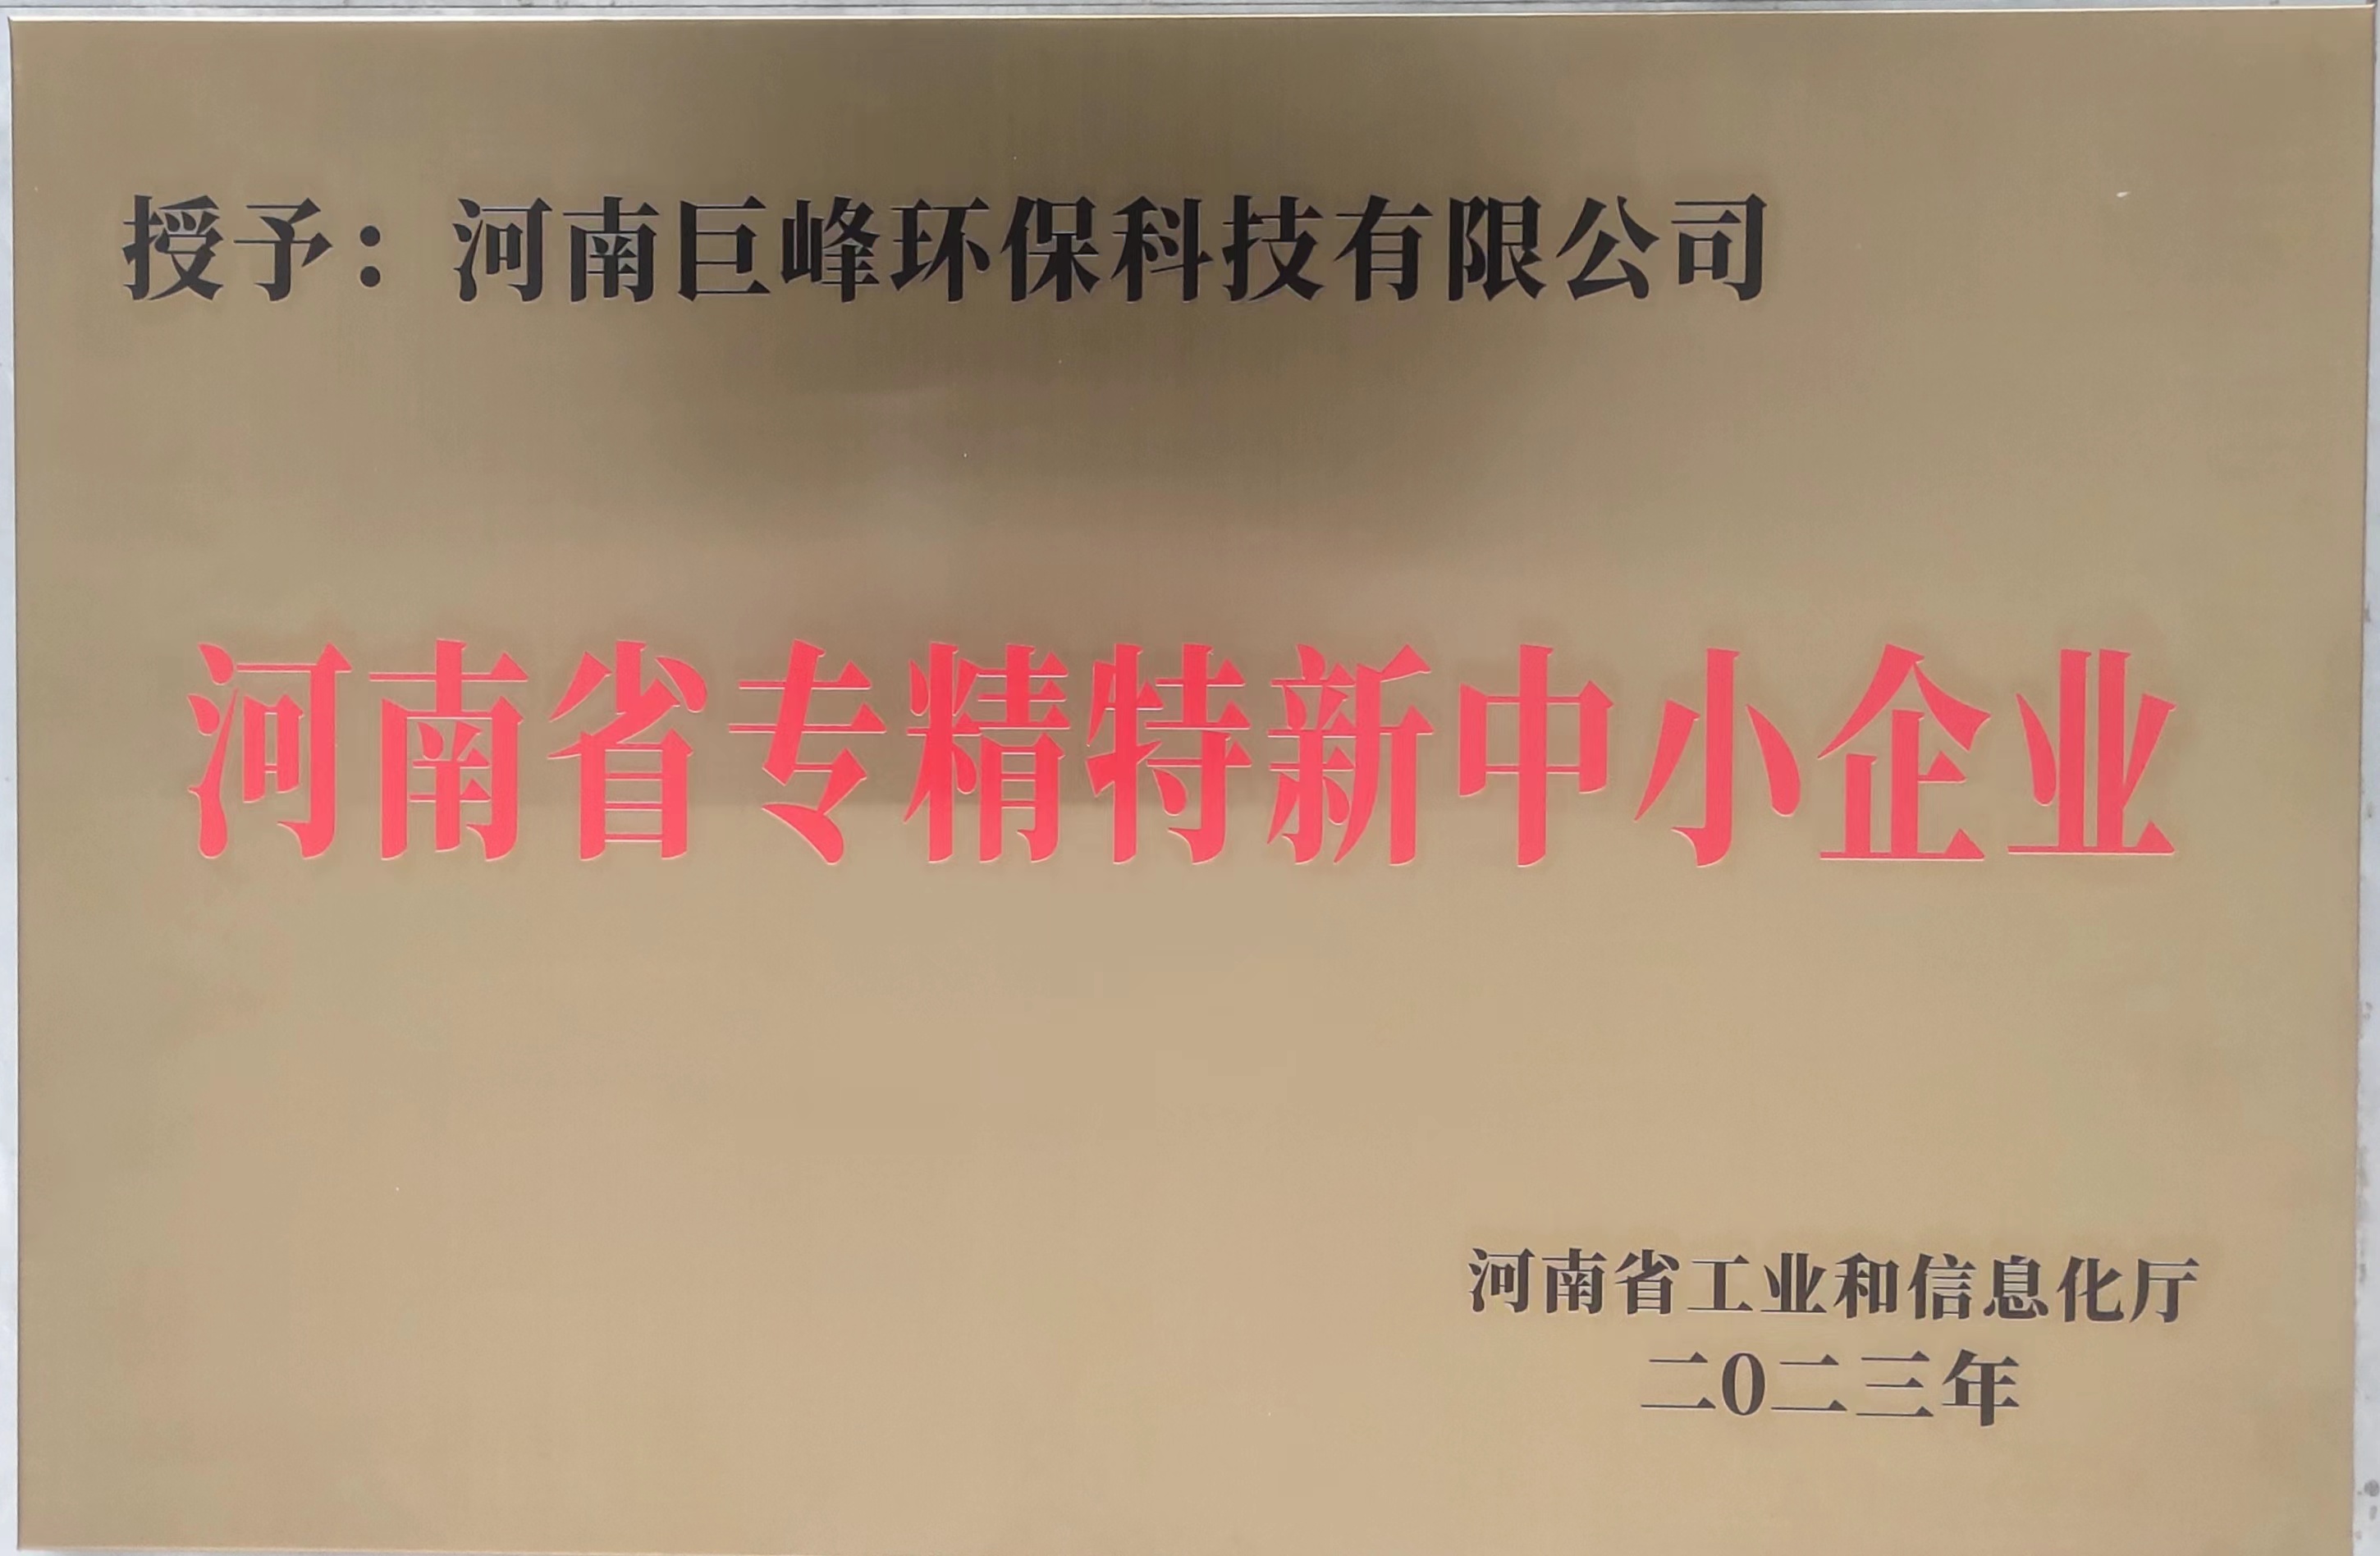 授予：河南巨峰环保科技有限公司
河南省专精特新中小企业
河南省工业和信息化厅
二0二三年